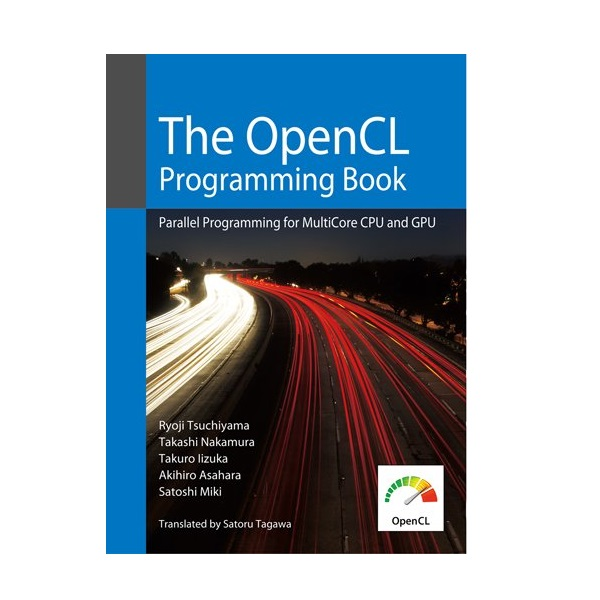 The OpenCL
Programming Book
Parallel Programming for MultiCore CPU and GPU
Ryoji Tsuchiyama
Takashi Nakamura
Takuro Iizuka
Akihiro Asahara
Satoshi Miki
Translated by Satoru Tagawa
OpenCL